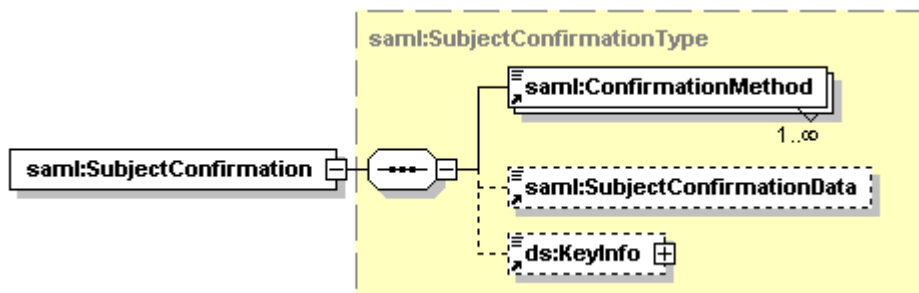 saml:SubjectConfirmationType
saml:ConfirmationMethod
1..∞
saml:SubjectConfirmation
saml:SubjectConfirmationData
ds:KeyInfo